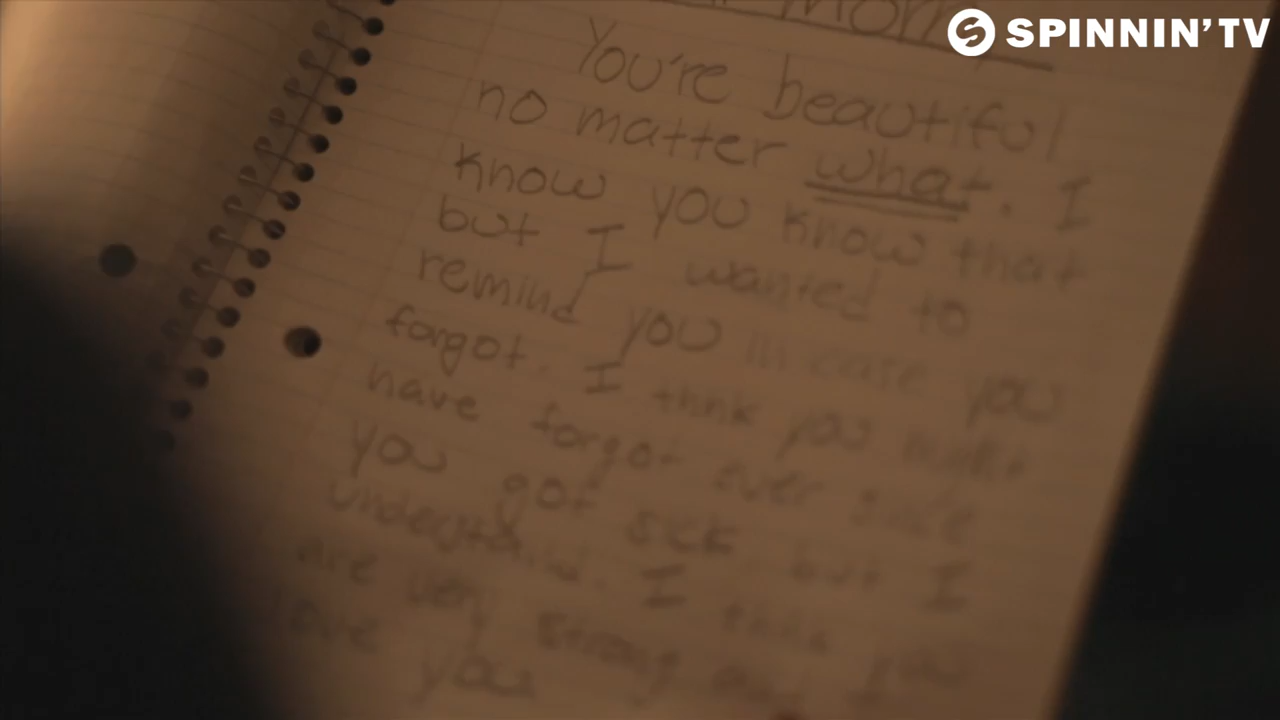 SPINNIN' TV
You're beautiful
no matter what. I
know you know that
but I wanted to
remind you in case you
forgot. I think you might
have forgot ever since
you got sick but I
understand. I think you
are very strong and I
love you